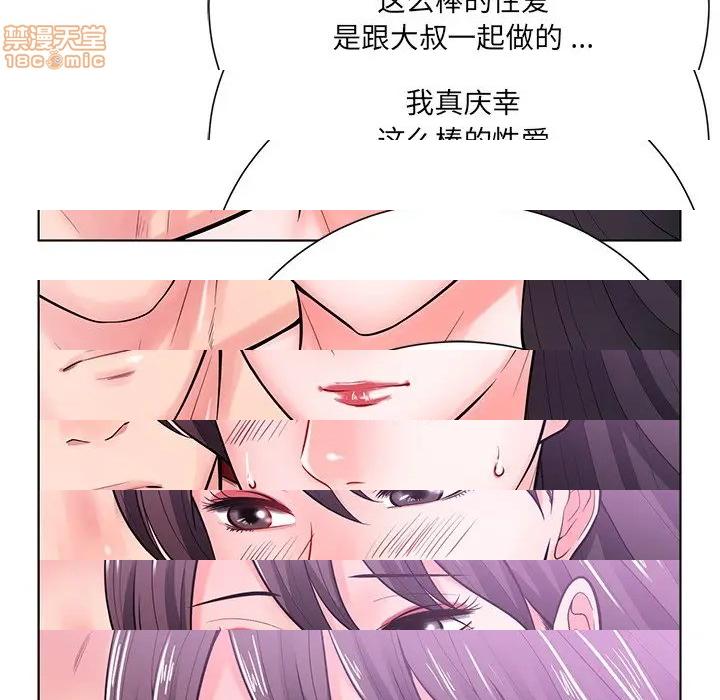 这么棒的性爱
禁漫天堂
18comic
是跟大叔一起做的 ...
我真庆幸
这么棒的性爱